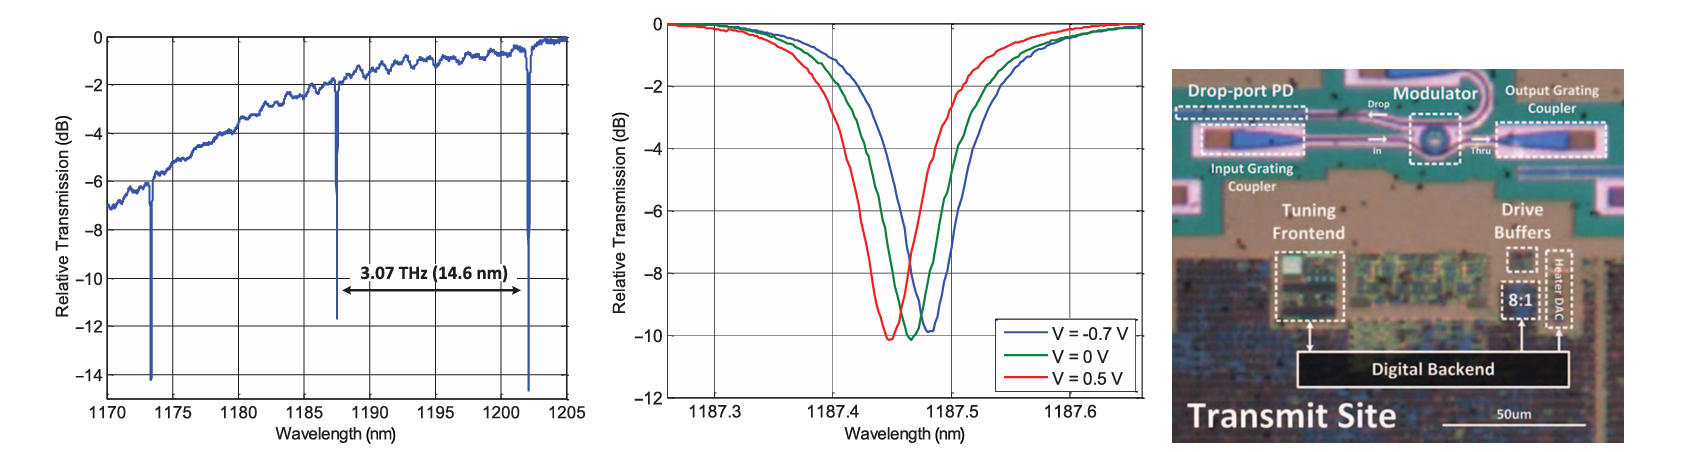 0
−2
−4
−6
−8
−10
−12
−14
Relative Transmission (dB)
3.07 THz (14.6 nm)
1170 1175 1180 1185 1190 1195 1200 1205
Wavelength (nm)
0
−2
−4
−6
−8
−10
−12
Relative Transmission (dB)
V = -0.7 V
V = 0 V
V = 0.5 V
1187.3 1187.4 1187.5 1187.6
Wavelength (nm)
Drop-port PD
Drop
Modulator
Output Grating
Coupler
In
Thru
Input Grating
Coupler
Tuning
Frontend
Drive
Buffers
8:1
Heater DAC
Digital Backend
Transmit Site
50um